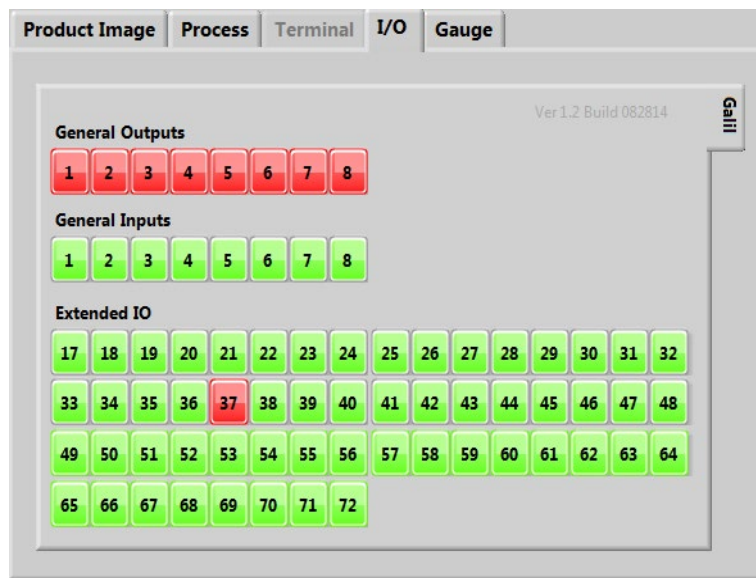 Product Image Process Terminal I/O Gauge
Ver 1.2 Build 082814
Galil
General Outputs
1 2 3 4 5 6 7 8
General Inputs
1 2 3 4 5 6 7 8
Extended IO
17 18 19 20 21 22 23 24 25 26 27 28 29 30 31 32
33 34 35 36 37 38 39 40 41 42 43 44 45 46 47 48
49 50 51 52 53 54 55 56 57 58 59 60 61 62 63 64
65 66 67 68 69 70 71 72